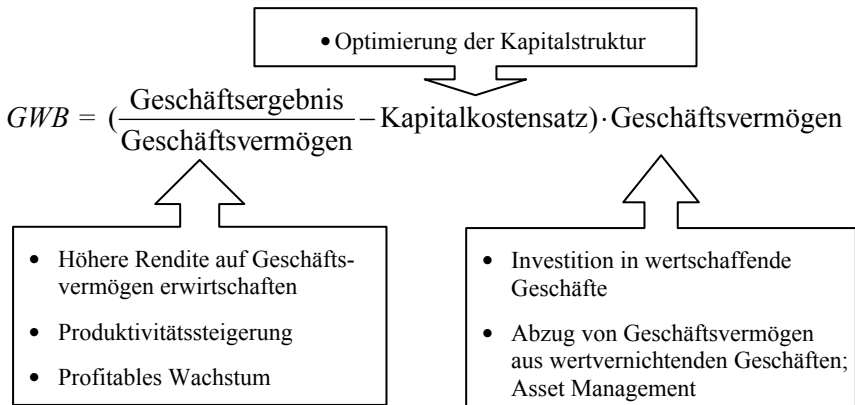 • Optimierung der Kapitalstruktur
GWB = (Geschäftsergebnis / Geschäftsvermögen – Kapitalkostensatz) · Geschäftsvermögen
• Höhere Rendite auf Geschäfts-
vermögen erwirtschaften
• Produktivitätssteigerung
• Profitables Wachstum
• Investition in wertschaffende
Geschäfte
• Abzug von Geschäftsvermögen
aus wertvernichtenden Geschäften;
Asset Management